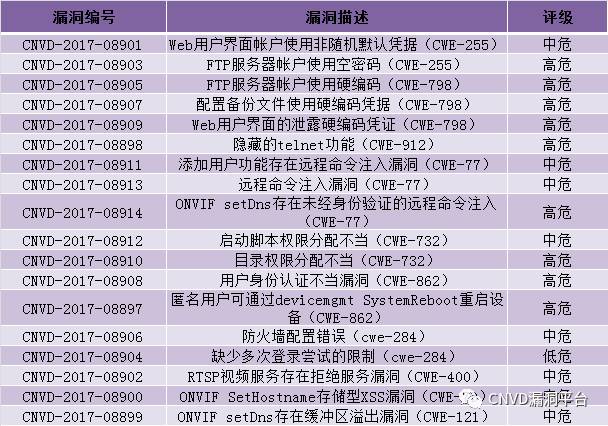 漏洞编号 漏洞描述 评级
CNVD-2017-08901 Web用户界面帐户使用非随机默认凭据（CWE-255） 中危
CNVD-2017-08903 FTP服务器帐户使用空密码（CWE-255） 高危
CNVD-2017-08905 FTP服务器帐户使用硬编码（CWE-798） 高危
CNVD-2017-08907 配置备份文件使用硬编码凭据（CWE-798） 高危
CNVD-2017-08909 Web用户界面的泄露硬编码凭证（CWE-798） 高危
CNVD-2017-08898 隐藏的telnet功能（CWE-912） 高危
CNVD-2017-08911 添加用户功能存在远程命令注入漏洞（CWE-77） 中危
CNVD-2017-08913 远程命令注入漏洞（CWE-77） 中危
CNVD-2017-08914 ONVIF setDns存在未经身份验证的远程命令注入 高危
（CWE-77）
CNVD-2017-08912 启动脚本权限分配不当（CWE-732） 中危
CNVD-2017-08910 目录权限分配不当（CWE-732） 高危
CNVD-2017-08908 用户身份认证不当漏洞（CWE-862） 高危
CNVD-2017-08897 匿名用户可通过devicemgmt SystemReboot重启设 高危
备（CWE-862）
CNVD-2017-08906 防火墙配置错误（cwe-284） 中危
CNVD-2017-08904 缺少多次登录尝试的限制（cwe-284） 低危
CNVD-2017-08902 RTSP视频服务存在拒绝服务漏洞（CWE-400） 中危
CNVD-2017-08900 ONVIF SetHostname存储型XSS漏洞（CWE-
CNVD-2017-08899 ONVIF setDns存在缓冲区溢出漏洞（CWE-121） 中危
CNVD漏洞平台